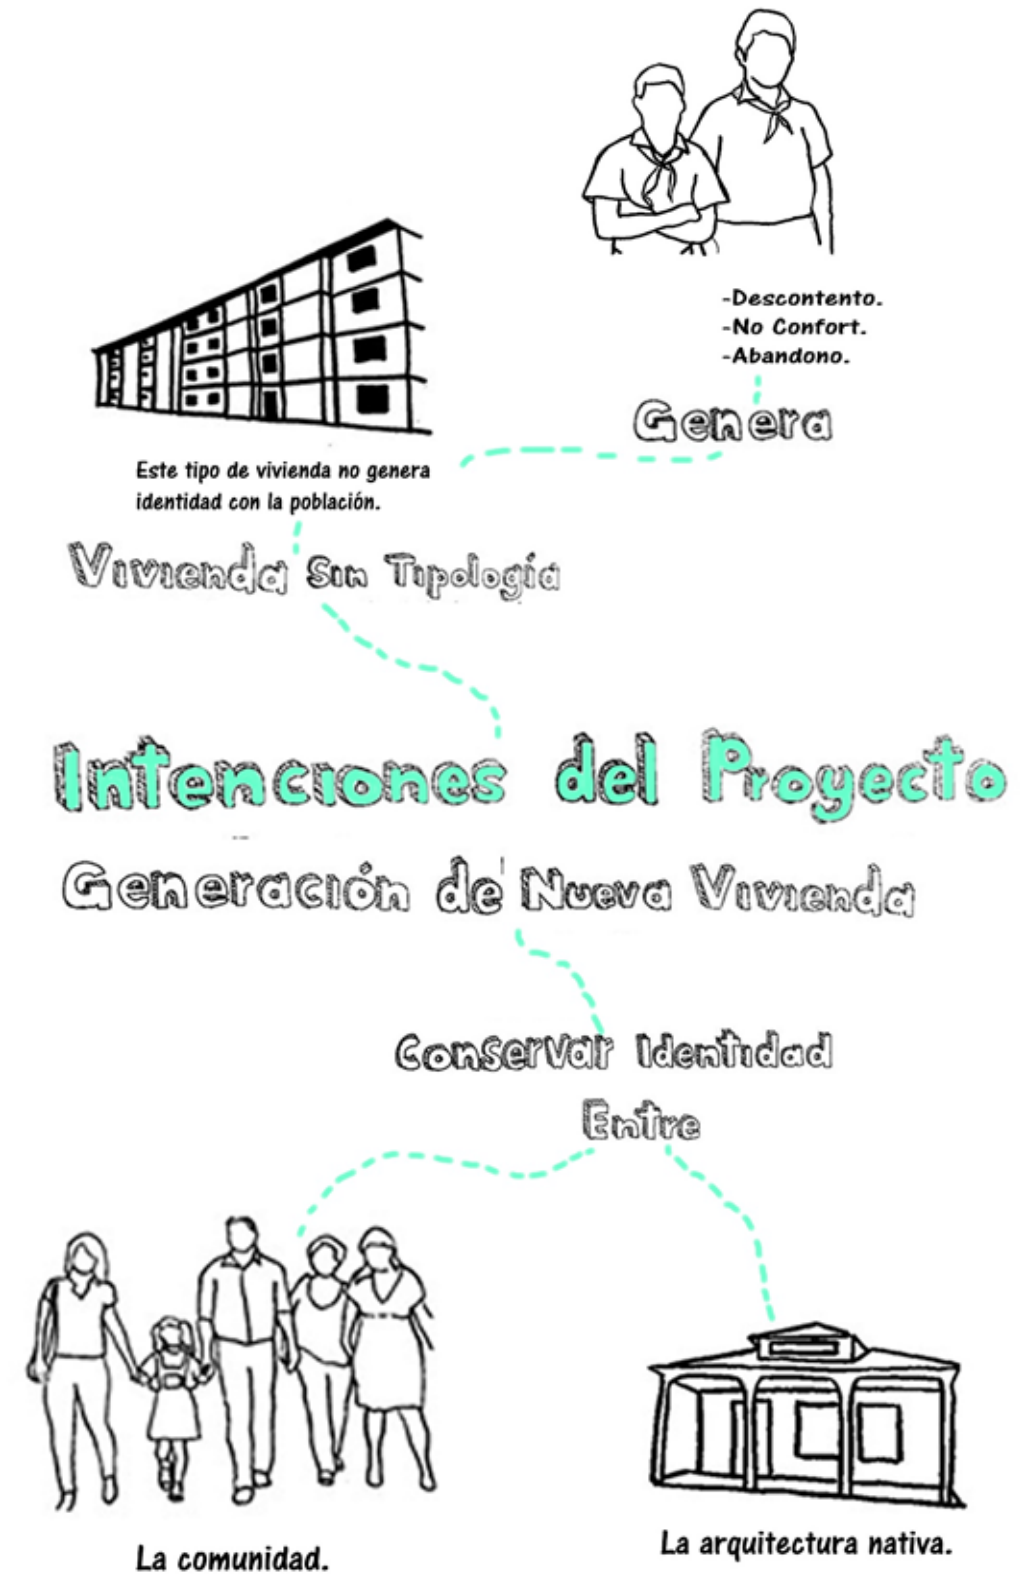 -Descontento.
-No Confort.
-Abandono.
Genera
Este tipo de vivienda no genera
identidad con la población.
Vivienda Sin Tipología
Intenciones del Proyecto
Generación de Nueva Vivienda
Conservar Identidad
Entre
La comunidad.
La arquitectura nativa.